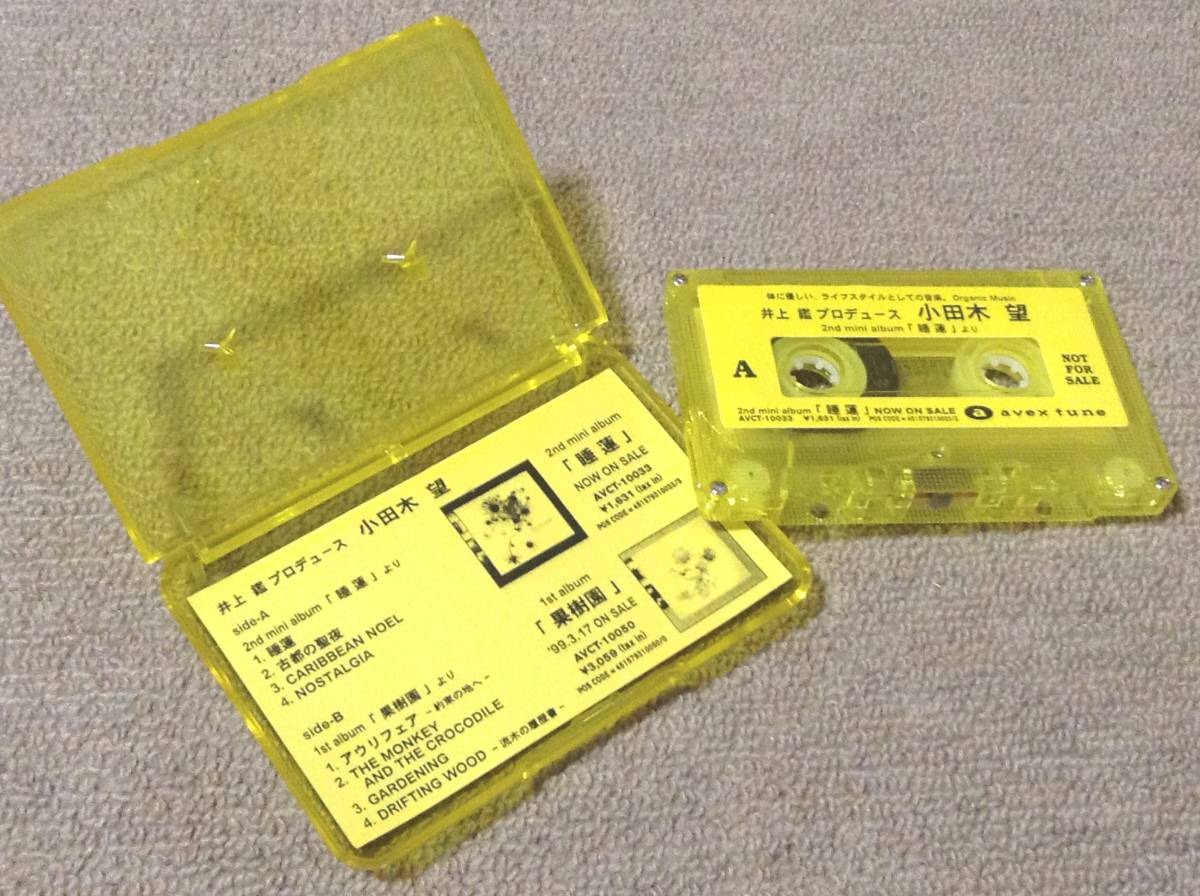 井上 鑑 プロデュース 小田木 望
side-A
2nd mini album「睡蓮」より
1. 睡蓮
2. 古都の聖夜
3. CARIBBEAN NOEL
4. NOSTALGIA
side-B
1st album「果樹園」より
1. アウリフェア －約束の地へ－
2. THE MONKEY
AND THE CROCODILE
3. GARDENING
4. DRIFTING WOOD －流木の履歴書－
2nd mini album
「睡蓮」
NOW ON SALE
AVCT-10033
¥1,631 (tax in)
1st album
「果樹園」
'99.3.17 ON SALE
AVCT-10050
¥3,059 (tax in)
体に優しい、ライフスタイルとしての音楽。Organic Music
井上 鑑 プロデュース 小田木 望
2nd mini album「睡蓮」より
A
NOT
FOR
SALE
2nd mini album「睡蓮」NOW ON SALE a avex tune
AVCT-10033 ¥1,631 (tax in)